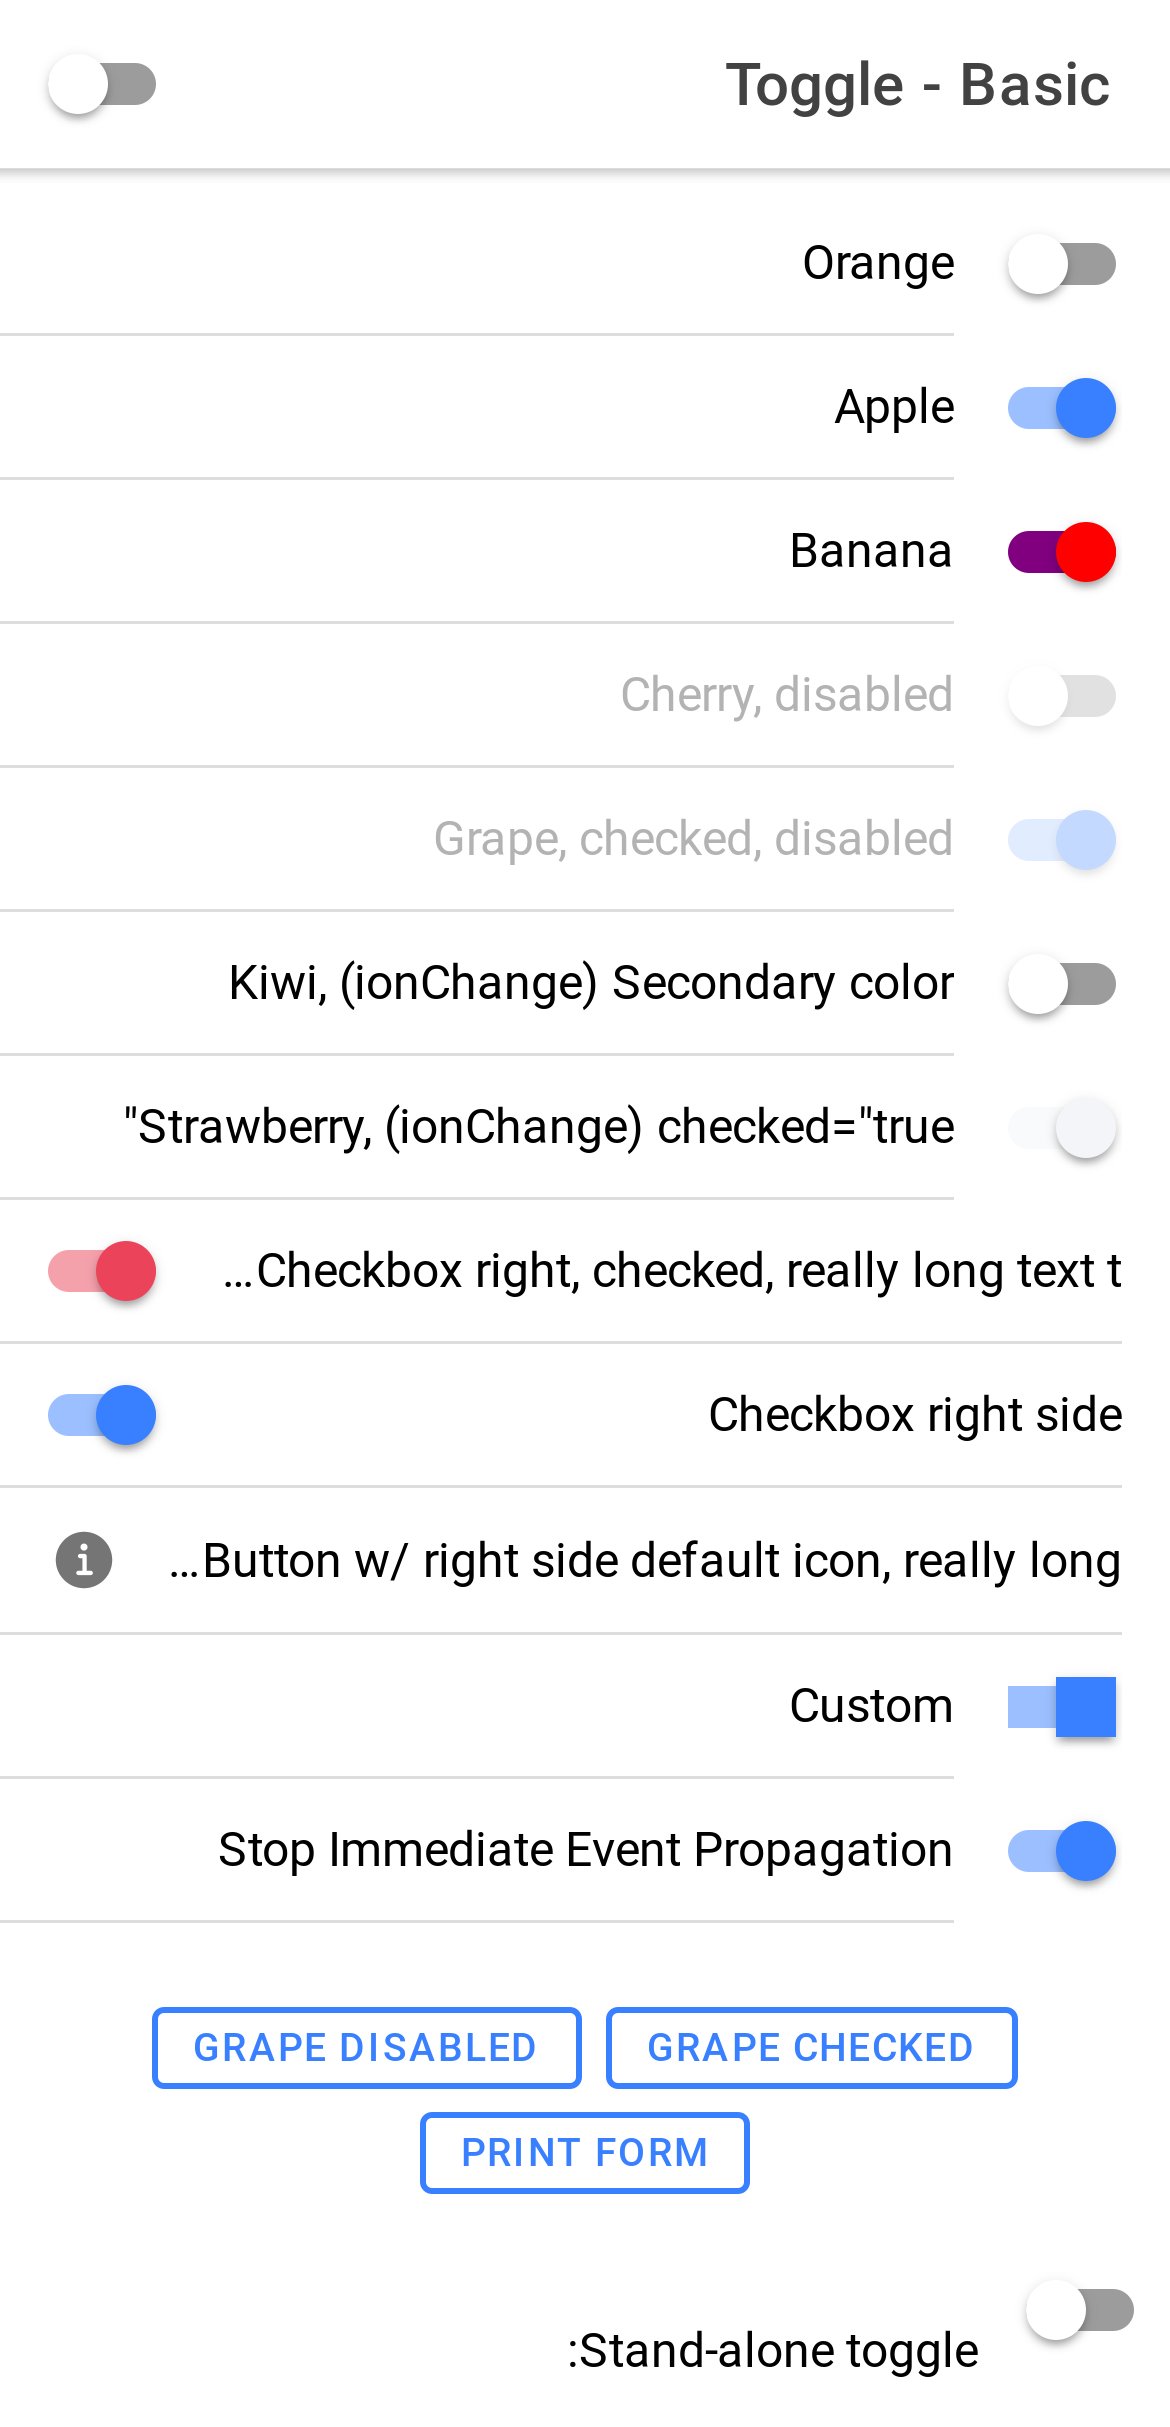 Toggle - Basic
Orange
Apple
Banana
Cherry, disabled
Grape, checked, disabled
Kiwi, (ionChange) Secondary color
"Strawberry, (ionChange) checked="true
...Checkbox right, checked, really long text t
Checkbox right side
...Button w/ right side default icon, really long
Custom
Stop Immediate Event Propagation
GRAPE DISABLED GRAPE CHECKED
PRINT FORM
:Stand-alone toggle